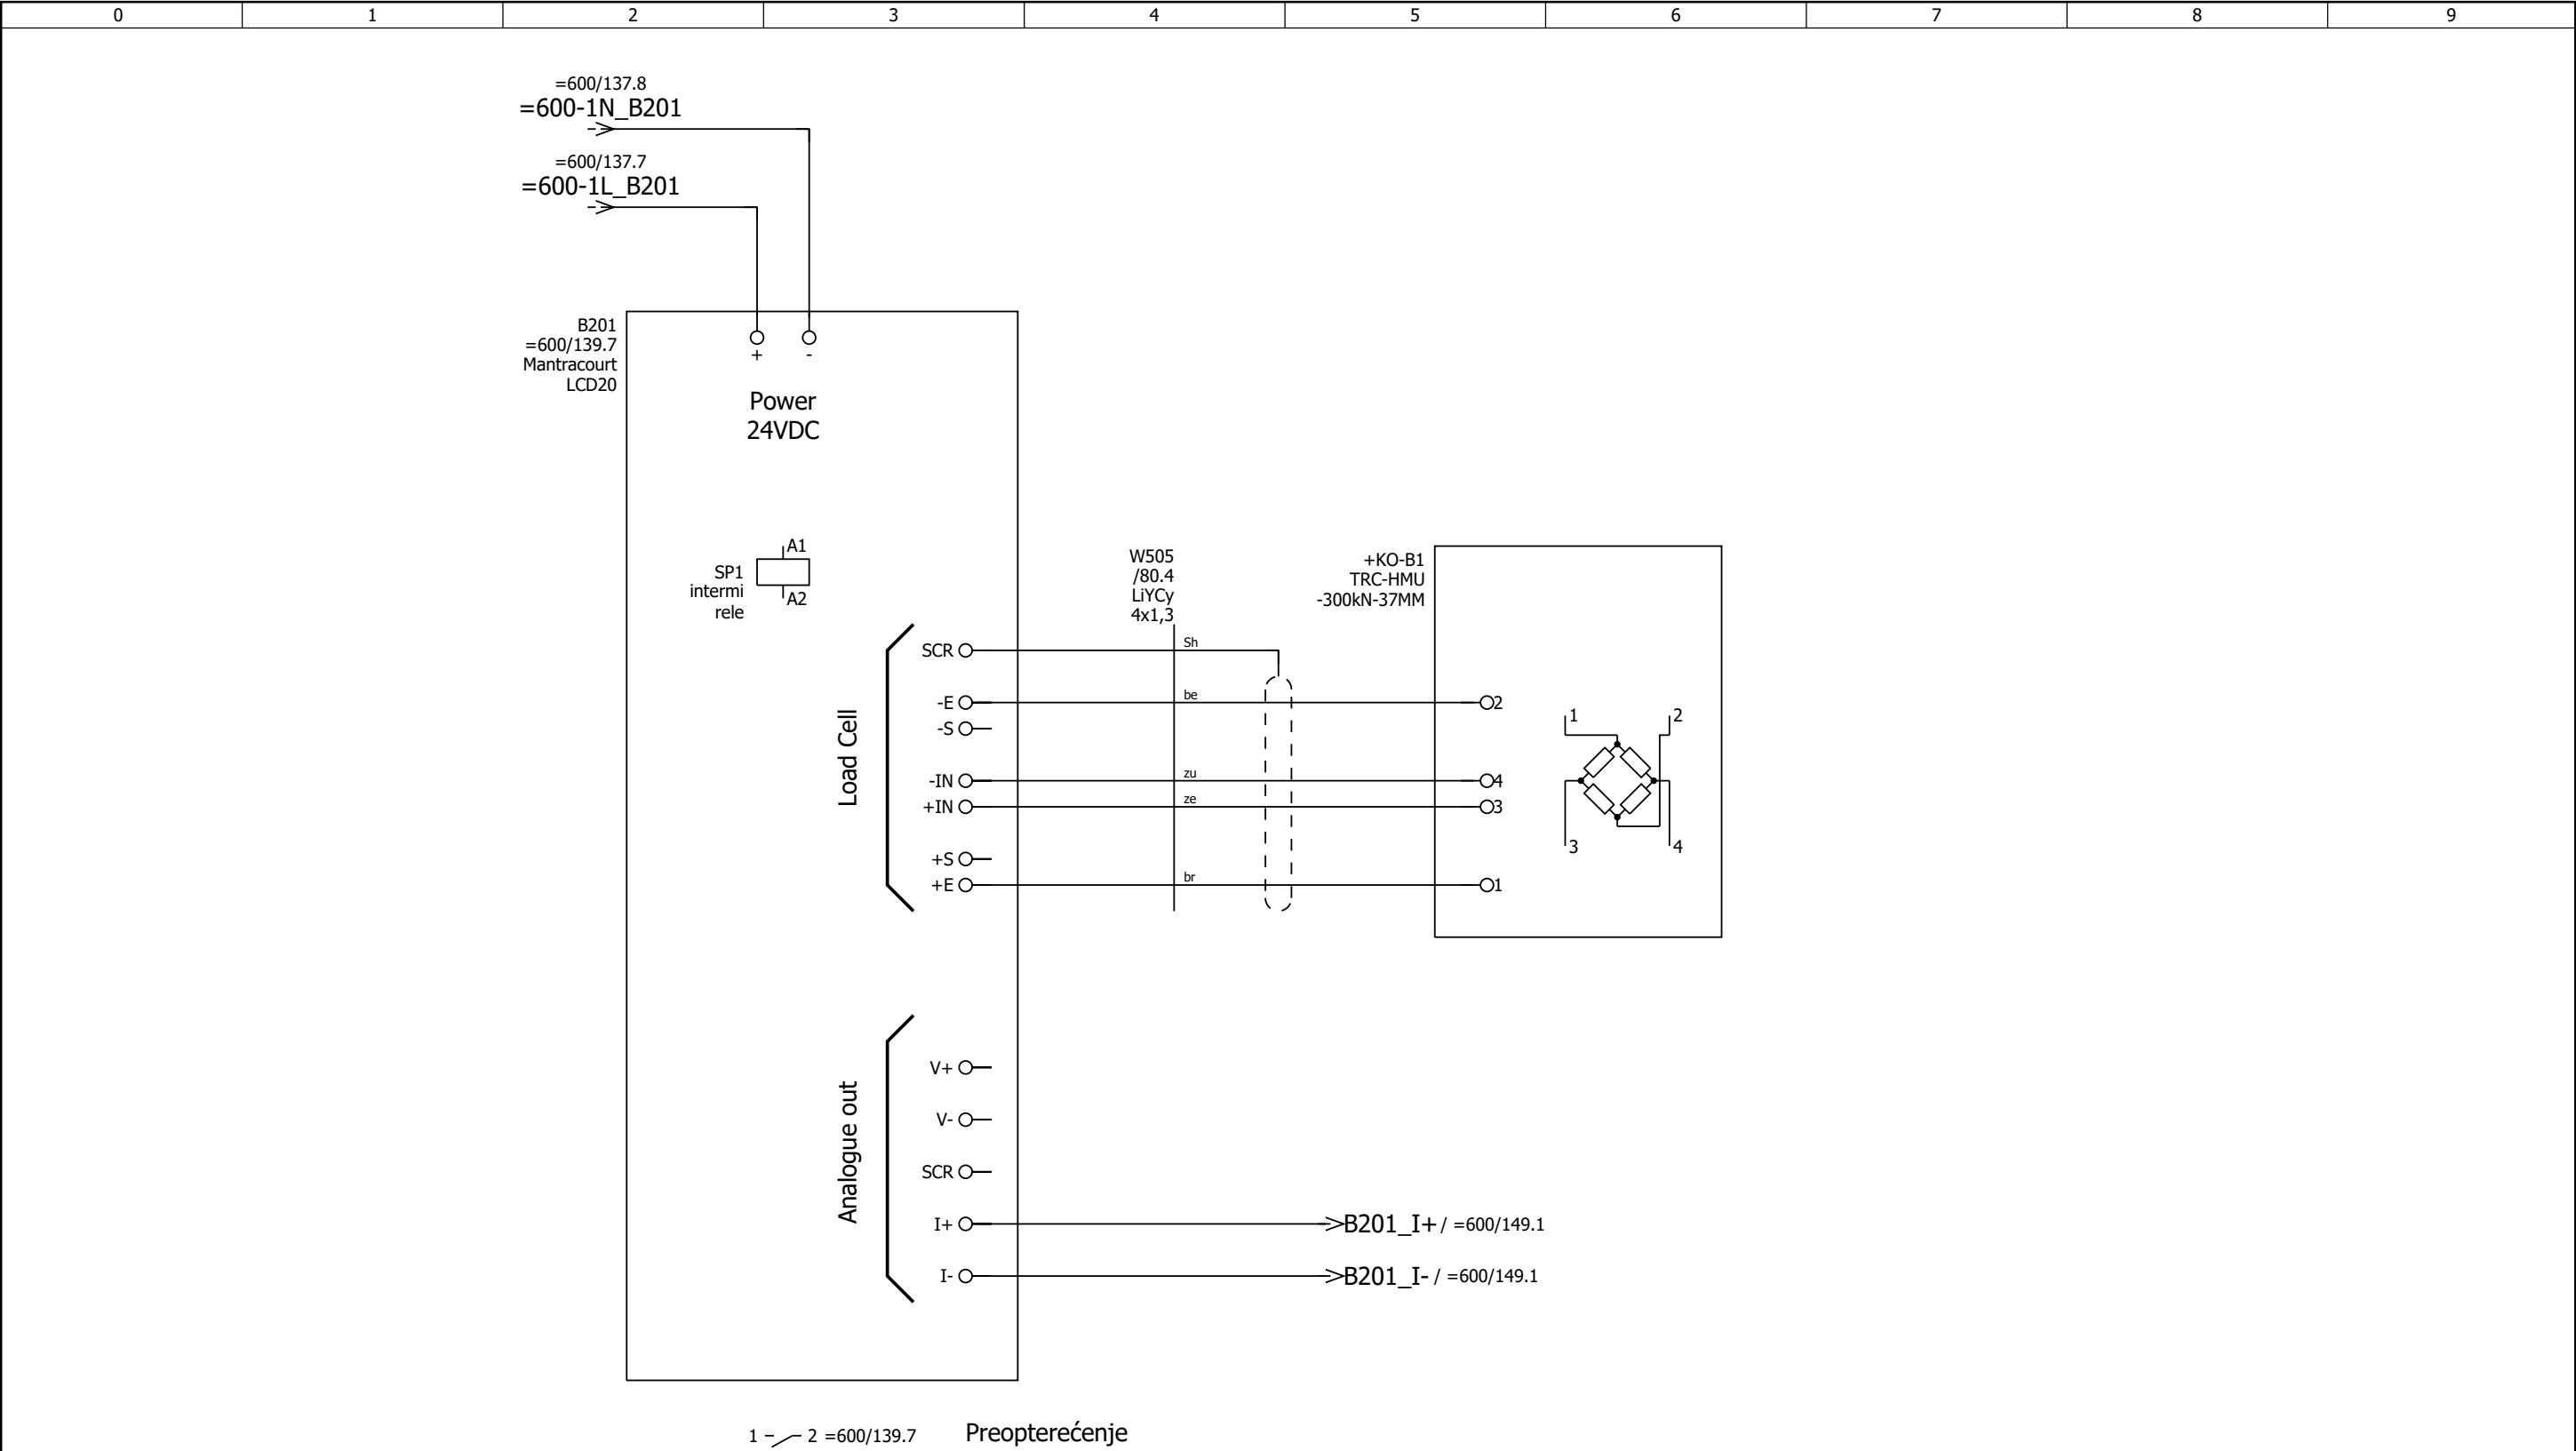 0 1 2 3 4 5 6 7 8 9
=600/137.8
=600-1N_B201
=600/137.7
=600-1L_B201
B201
=600/139.7
Mantracourt
LCD20
+ -
Power
24VDC
SP1
intermi
rele
A1
A2
W505
/80.4
LiYCy
4x1,3
+KO-B1
TRC-HMU
-300kN-37MM
Load Cell
SCR Sh
-E be 2
-S
-IN zu 4
+IN ze 3
+S
+E br 1
1 2
3 4
Analogue out
V+
V-
SCR
I+ B201_I+ / =600/149.1
I- B201_I- / =600/149.1
1 2 =600/139.7 Preopterećenje